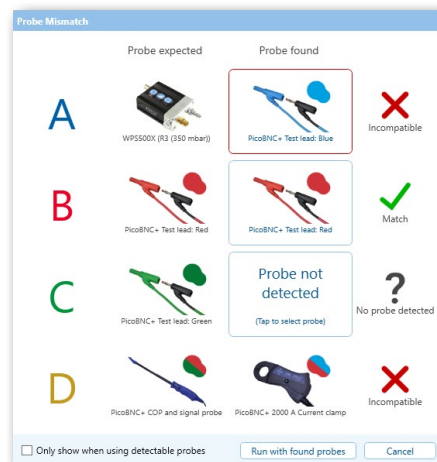 Probe Mismatch
Probe expected Probe found
A
WPS500X (R3 (350 mbar)) PicoBNC+ Test lead: Blue Incompatible
B
PicoBNC+ Test lead: Red PicoBNC+ Test lead: Red Match
C
Probe not
detected
?
PicoBNC+ Test lead: Green (Tap to select probe) No probe detected
D
PicoBNC+ COP and signal probe PicoBNC+ 2000 A Current clamp Incompatible
Only show when using detectable probes Run with found probes Cancel